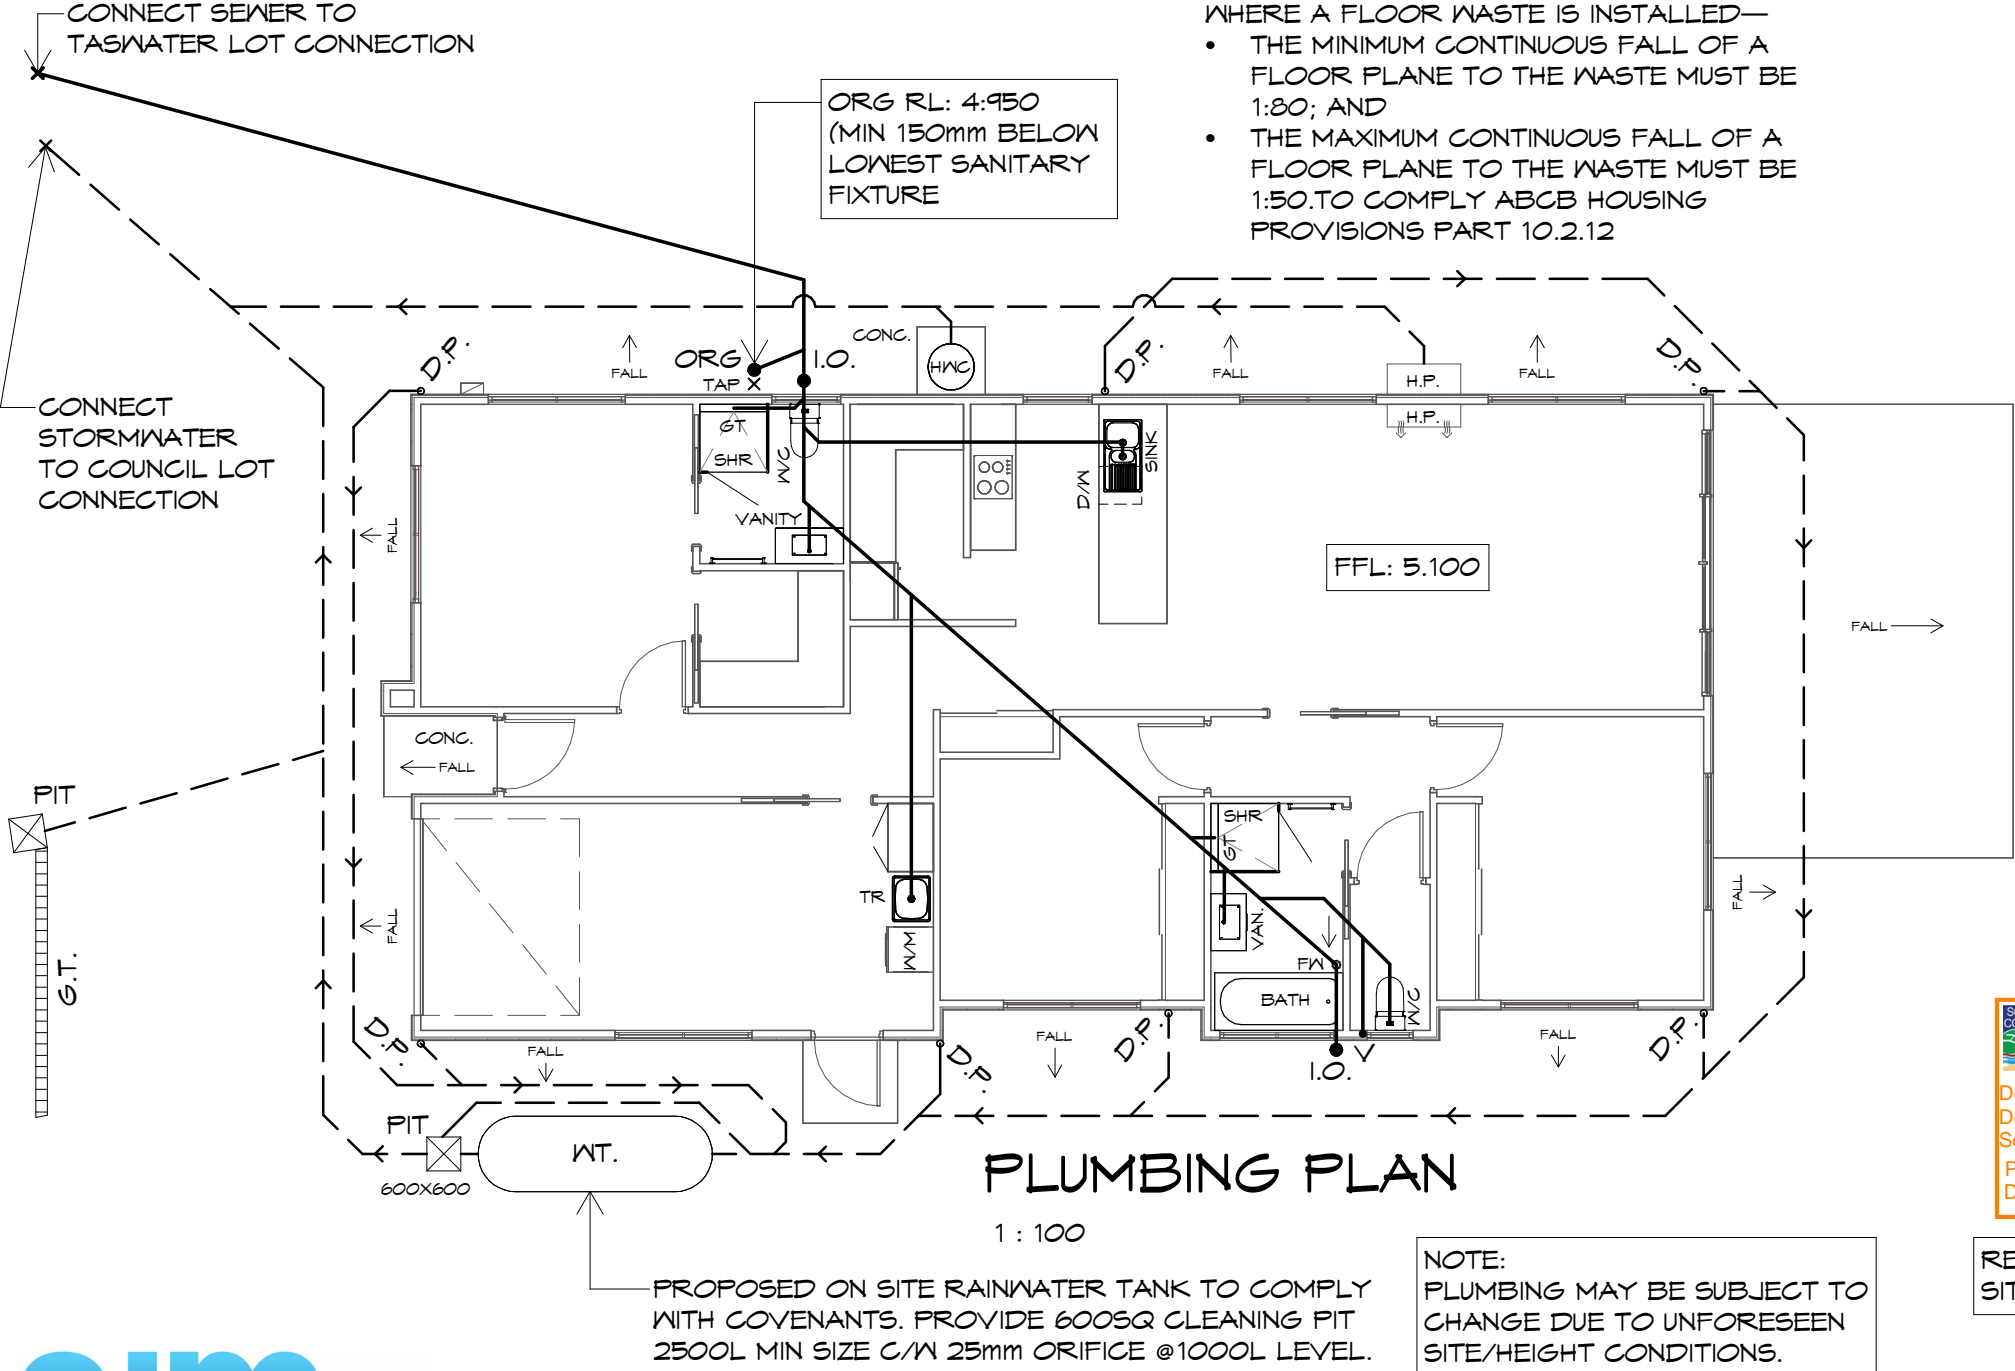 CONNECT SEWER TO
TASWATER LOT CONNECTION
WHERE A FLOOR WASTE IS INSTALLED—
• THE MINIMUM CONTINUOUS FALL OF A
FLOOR PLANE TO THE WASTE MUST BE
1:80; AND
• THE MAXIMUM CONTINUOUS FALL OF A
FLOOR PLANE TO THE WASTE MUST BE
1:50.TO COMPLY ABCB HOUSING
PROVISIONS PART 10.2.12
ORG RL: 4:950
(MIN 150mm BELOW
LOWEST SANITARY
FIXTURE
CONNECT
STORMWATER
TO COUNCIL LOT
CONNECTION
D.P.
FALL
ORG
TAP
I.O.
CONC.
HWC
D.P.
FALL
H.P.
H.P.
FALL
D.P.
GT
SHR
W/C
VANITY
D/W
SINK
FALL
FFL: 5.100
FALL
CONC.
FALL
PIT
G.T.
FALL
TR
W/M
SHR
GT
VAN.
FW
BATH
W/C
FALL
D.P.
FALL
D.P.
FALL
D.P.
I.O.
V
FALL
D.P.
PIT
600X600
WT.
PLUMBING PLAN
1 : 100
PROPOSED ON SITE RAINWATER TANK TO COMPLY
WITH COVENANTS. PROVIDE 600SQ CLEANING PIT
2500L MIN SIZE C/W 25mm ORIFICE @1000L LEVEL.
NOTE:
PLUMBING MAY BE SUBJECT TO
CHANGE DUE TO UNFORESEEN
SITE/HEIGHT CONDITIONS.